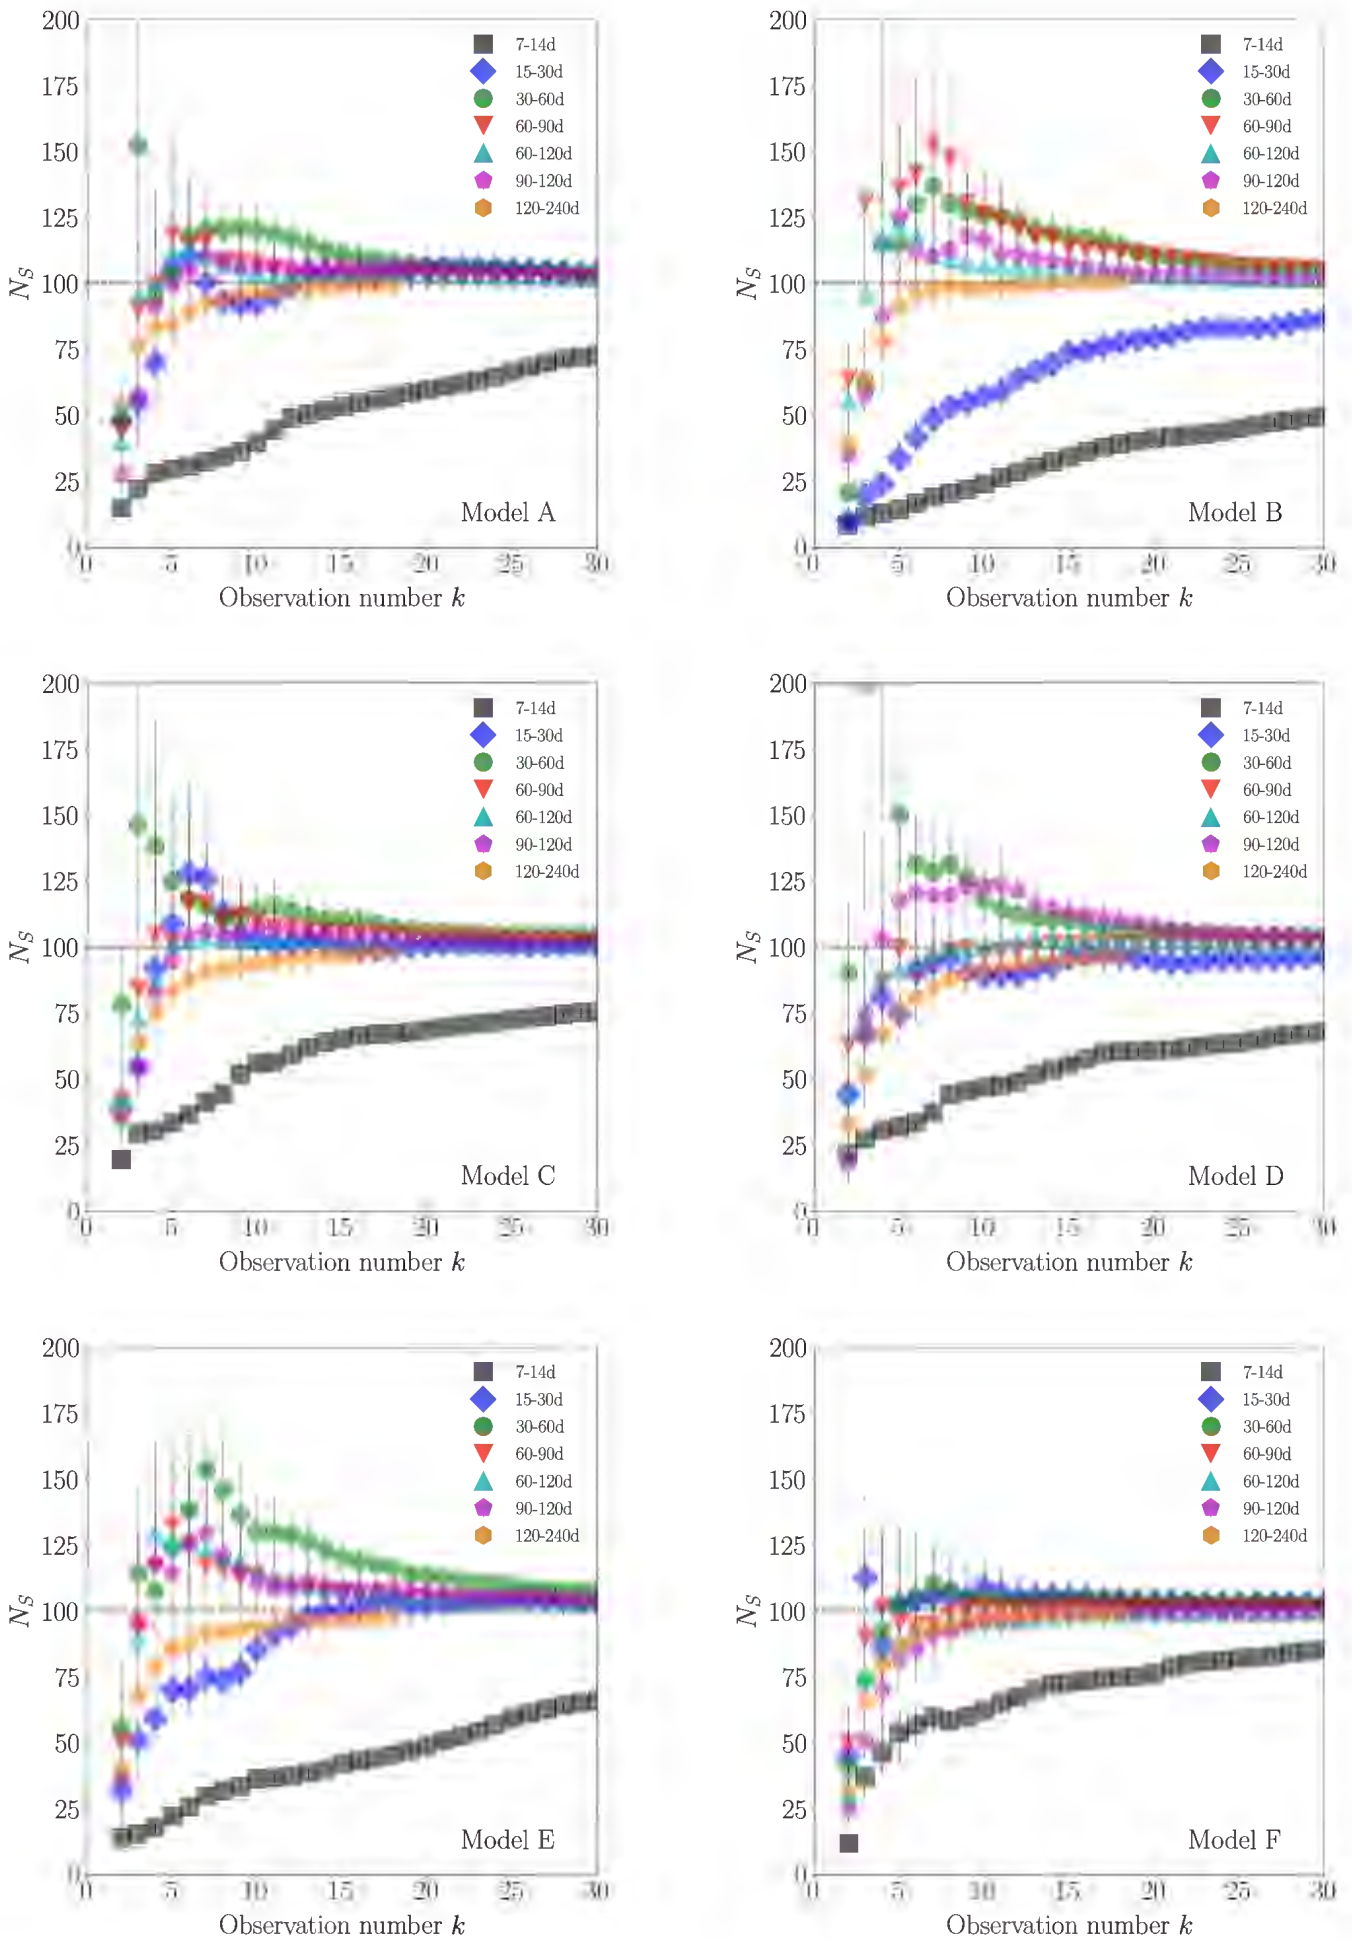 200
175
150
125
100
75
50
25
0
N_S
7-14d
15-30d
30-60d
60-90d
60-120d
90-120d
120-240d
Model A
0 5 10 15 20 25 30
Observation number k
200
175
150
125
100
75
50
25
0
N_S
7-14d
15-30d
30-60d
60-90d
60-120d
90-120d
120-240d
Model B
0 5 10 15 20 25 30
Observation number k
200
175
150
125
100
75
50
25
0
N_S
7-14d
15-30d
30-60d
60-90d
60-120d
90-120d
120-240d
Model C
0 5 10 15 20 25 30
Observation number k
200
175
150
125
100
75
50
25
0
N_S
7-14d
15-30d
30-60d
60-90d
60-120d
90-120d
120-240d
Model D
0 5 10 15 20 25 30
Observation number k
200
175
150
125
100
75
50
25
0
N_S
7-14d
15-30d
30-60d
60-90d
60-120d
90-120d
120-240d
Model E
0 5 10 15 20 25 30
Observation number k
200
175
150
125
100
75
50
25
0
N_S
7-14d
15-30d
30-60d
60-90d
60-120d
90-120d
120-240d
Model F
0 5 10 15 20 25 30
Observation number k